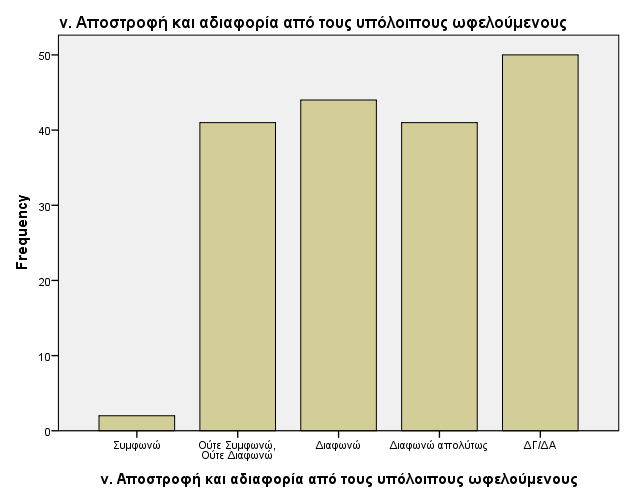 v. Αποστροφή και αδιαφορία από τους υπόλοιπους ωφελούμενους
50
40
30
20
10
0
Frequency
Συμφωνώ
Ούτε Συμφωνώ,
Ούτε Διαφωνώ
Διαφωνώ
Διαφωνώ απολύτως
ΔΓ/ΔΑ
v. Αποστροφή και αδιαφορία από τους υπόλοιπους ωφελούμενους